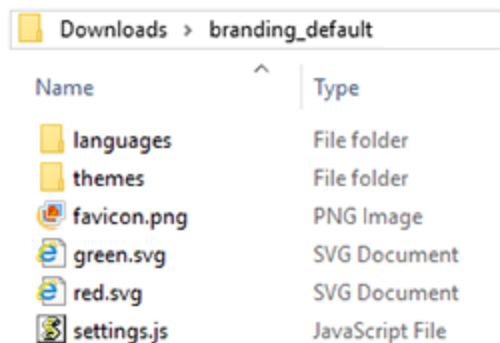 Downloads > branding_default
Name Type
languages File folder
themes File folder
favicon.png PNG Image
green.svg SVG Document
red.svg SVG Document
settings.js JavaScript File